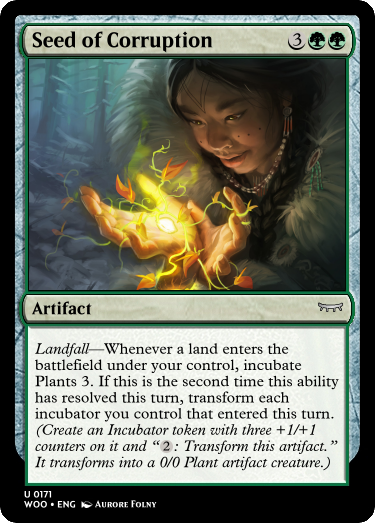 Seed of Corruption 3
Artifact
Landfall—Whenever a land enters the
battlefield under your control, incubate
Plants 3. If this is the second time this ability
has resolved this turn, transform each
incubator you control that entered this turn.
(Create an Incubator token with three +1/+1
counters on it and “2: Transform this artifact.”
It transforms into a 0/0 Plant artifact creature.)
U 0171
WOO • ENG Aurore Folny